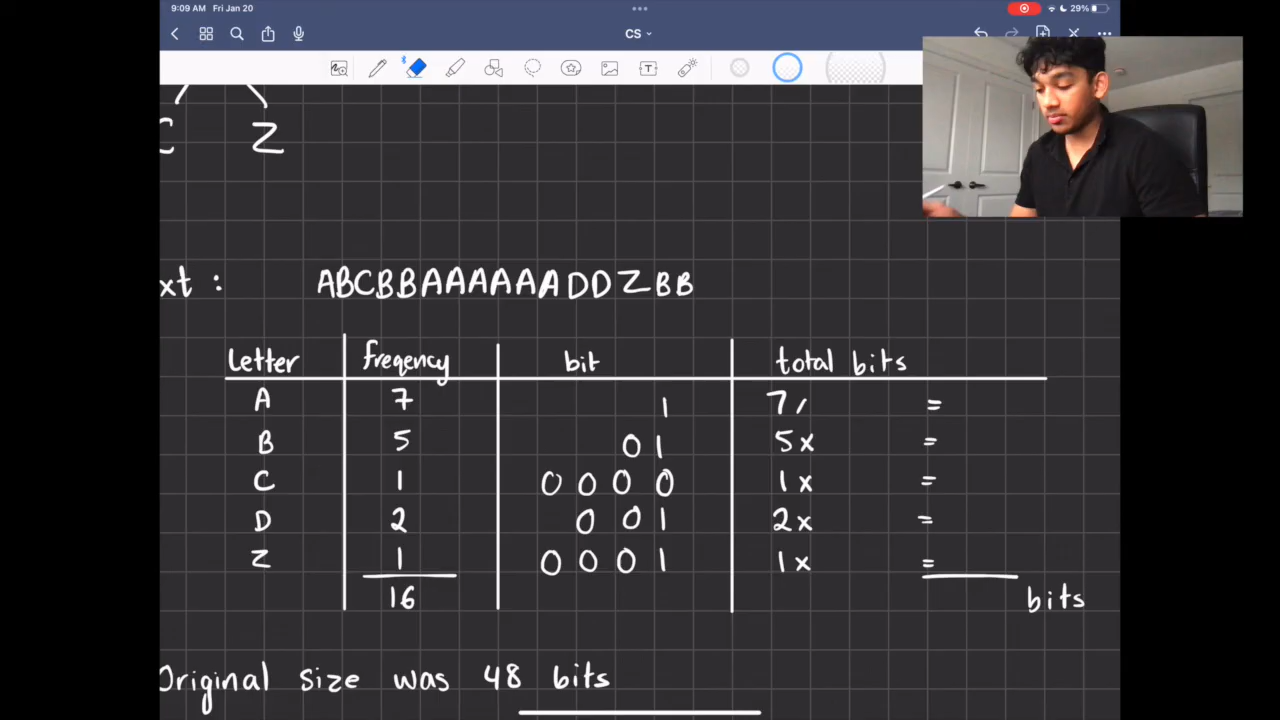 9:09 AM Fri Jan 20
29%
CS
C Z
xt : ABCBBAAAAAADDZBB
Letter freqency bit total bits
A 7 1 7 =
B 5 01 5x =
C 1 0000 1x =
D 2 001 2x =
Z 1 0001 1x =
16 bits
Original size was 48 bits